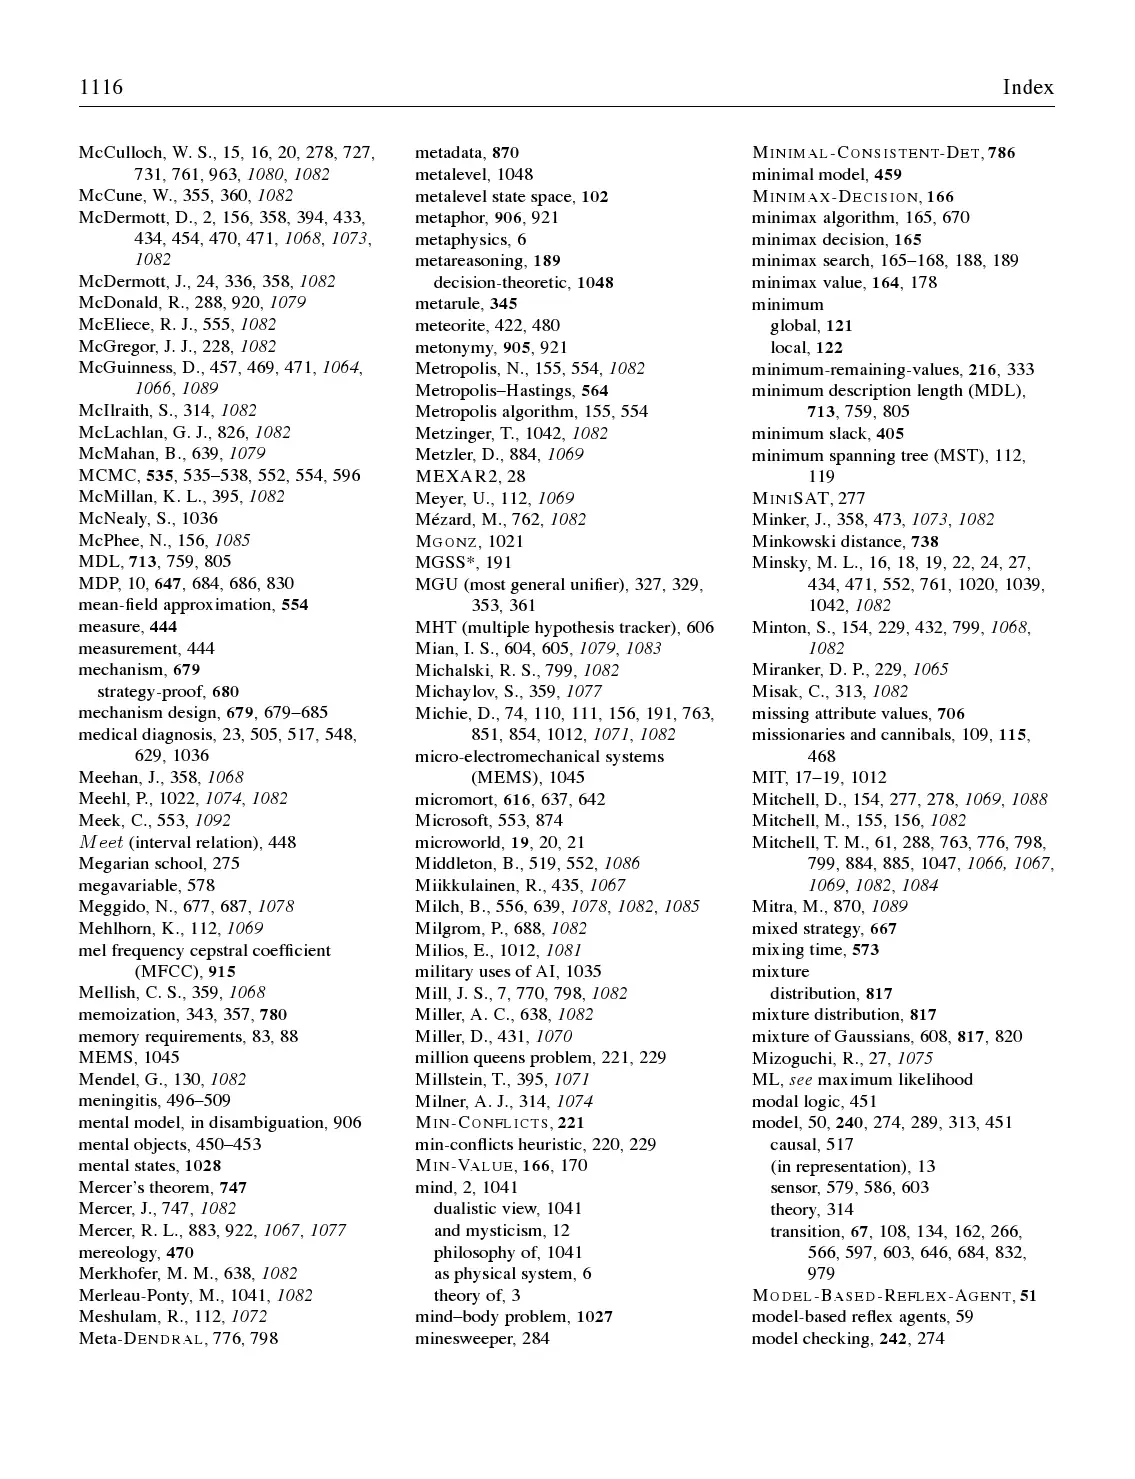 1116
Index
McCulloch, W. S., 15, 16, 20, 278, 727,
731, 761, 963, 1080, 1082
McCune, W., 355, 360, 1082
McDermott, D., 2, 156, 358, 394, 433,
434, 454, 470, 471, 1068, 1073,
1082
McDermott, J., 24, 336, 358, 1082
McDonald, R., 288, 920, 1079
McEliece, R. J., 555, 1082
McGregor, J. J., 228, 1082
McGuinness, D., 457, 469, 471, 1064,
1066, 1089
McIlraith, S., 314, 1082
McLachlan, G. J., 826, 1082
McMahan, B., 639, 1079
MCMC, 535, 535–538, 552, 554, 596
McMillan, K. L., 395, 1082
McNealy, S., 1036
McPhee, N., 156, 1085
MDL, 713, 759, 805
MDP, 10, 647, 684, 686, 830
mean-field approximation, 554
measure, 444
measurement, 444
mechanism, 679
strategy-proof, 680
mechanism design, 679, 679–685
medical diagnosis, 23, 505, 517, 548,
629, 1036
Meehan, J., 358, 1068
Meehl, P., 1022, 1074, 1082
Meek, C., 553, 1092
Meet (interval relation), 448
Megarian school, 275
megavariable, 578
Meggido, N., 677, 687, 1078
Mehlhorn, K., 112, 1069
mel frequency cepstral coefficient
(MFCC), 915
Mellish, C. S., 359, 1068
memoization, 343, 357, 780
memory requirements, 83, 88
MEMS, 1045
Mendel, G., 130, 1082
meningitis, 496–509
mental model, in disambiguation, 906
mental objects, 450–453
mental states, 1028
Mercer's theorem, 747
Mercer, J., 747, 1082
Mercer, R. L., 883, 922, 1067, 1077
mereology, 470
Merkhofer, M. M., 638, 1082
Merleau-Ponty, M., 1041, 1082
Meshulam, R., 112, 1072
Meta-DENDRAL, 776, 798
metadata, 870
metalevel, 1048
metalevel state space, 102
metaphor, 906, 921
metaphysics, 6
metareasoning, 189
decision-theoretic, 1048
metarule, 345
meteorite, 422, 480
metonymy, 905, 921
Metropolis, N., 155, 554, 1082
Metropolis–Hastings, 564
Metropolis algorithm, 155, 554
Metzinger, T., 1042, 1082
Metzler, D., 884, 1069
MEXAR2, 28
Meyer, U., 112, 1069
Mézard, M., 762, 1082
MGONZ, 1021
MGSS*, 191
MGU (most general unifier), 327, 329,
353, 361
MHT (multiple hypothesis tracker), 606
Mian, I. S., 604, 605, 1079, 1083
Michalski, R. S., 799, 1082
Michaylov, S., 359, 1077
Michie, D., 74, 110, 111, 156, 191, 763,
851, 854, 1012, 1071, 1082
micro-electromechanical systems
(MEMS), 1045
micromort, 616, 637, 642
Microsoft, 553, 874
microworld, 19, 20, 21
Middleton, B., 519, 552, 1086
Miikkulainen, R., 435, 1067
Milch, B., 556, 639, 1078, 1082, 1085
Milgrom, P., 688, 1082
Milios, E., 1012, 1081
military uses of AI, 1035
Mill, J. S., 7, 770, 798, 1082
Miller, A. C., 638, 1082
Miller, D., 431, 1070
million queens problem, 221, 229
Millstein, T., 395, 1071
Milner, A. J., 314, 1074
MIN-CONFLICTS, 221
min-conflicts heuristic, 220, 229
MIN-VALUE, 166, 170
mind, 2, 1041
dualistic view, 1041
and mysticism, 12
philosophy of, 1041
as physical system, 6
theory of, 3
mind–body problem, 1027
minesweeper, 284
MINIMAL-CONSISTENT-DET, 786
minimal model, 459
MINIMAX-DECISION, 166
minimax algorithm, 165, 670
minimax decision, 165
minimax search, 165–168, 188, 189
minimax value, 164, 178
minimum
global, 121
local, 122
minimum-remaining-values, 216, 333
minimum description length (MDL),
713, 759, 805
minimum slack, 405
minimum spanning tree (MST), 112,
119
MINISAT, 277
Minker, J., 358, 473, 1073, 1082
Minkowski distance, 738
Minsky, M. L., 16, 18, 19, 22, 24, 27,
434, 471, 552, 761, 1020, 1039,
1042, 1082
Minton, S., 154, 229, 432, 799, 1068,
1082
Miranker, D. P., 229, 1065
Misak, C., 313, 1082
missing attribute values, 706
missionaries and cannibals, 109, 115,
468
MIT, 17–19, 1012
Mitchell, D., 154, 277, 278, 1069, 1088
Mitchell, M., 155, 156, 1082
Mitchell, T. M., 61, 288, 763, 776, 798,
799, 884, 885, 1047, 1066, 1067,
1069, 1082, 1084
Mitra, M., 870, 1089
mixed strategy, 667
mixing time, 573
mixture
distribution, 817
mixture distribution, 817
mixture of Gaussians, 608, 817, 820
Mizoguchi, R., 27, 1075
ML, see maximum likelihood
modal logic, 451
model, 50, 240, 274, 289, 313, 451
causal, 517
(in representation), 13
sensor, 579, 586, 603
theory, 314
transition, 67, 108, 134, 162, 266,
566, 597, 603, 646, 684, 832,
979
MODEL-BASED-REFLEX-AGENT, 51
model-based reflex agents, 59
model checking, 242, 274